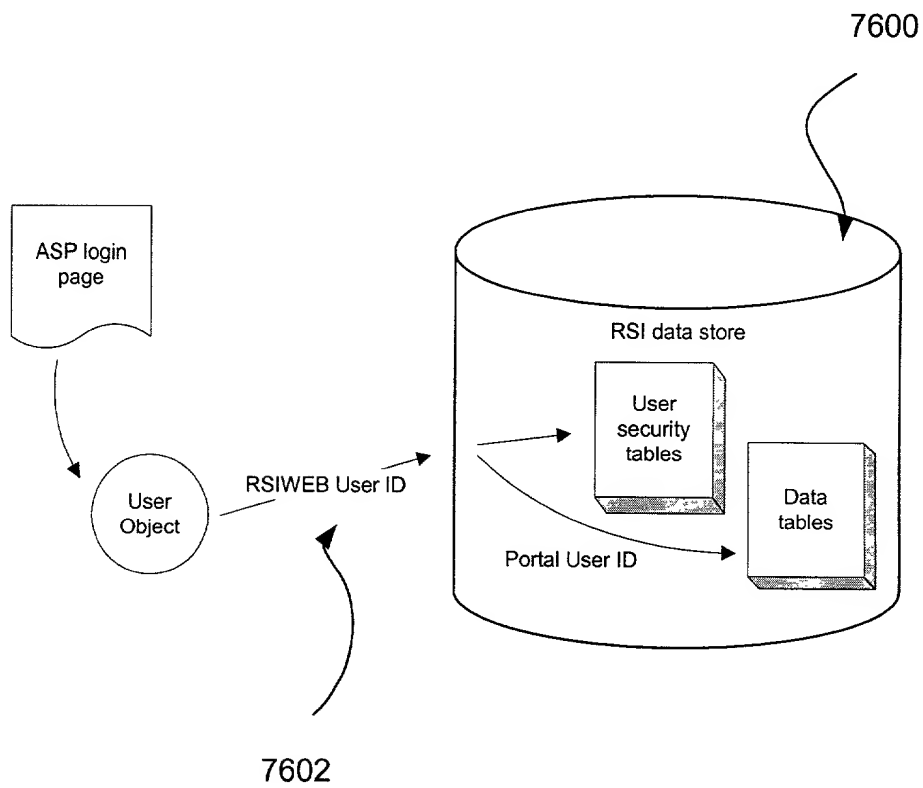 7600
ASP login
page
RSI data store
User
security
tables
RSIWEB User ID
User
Object
Data
tables
Portal User ID
7602